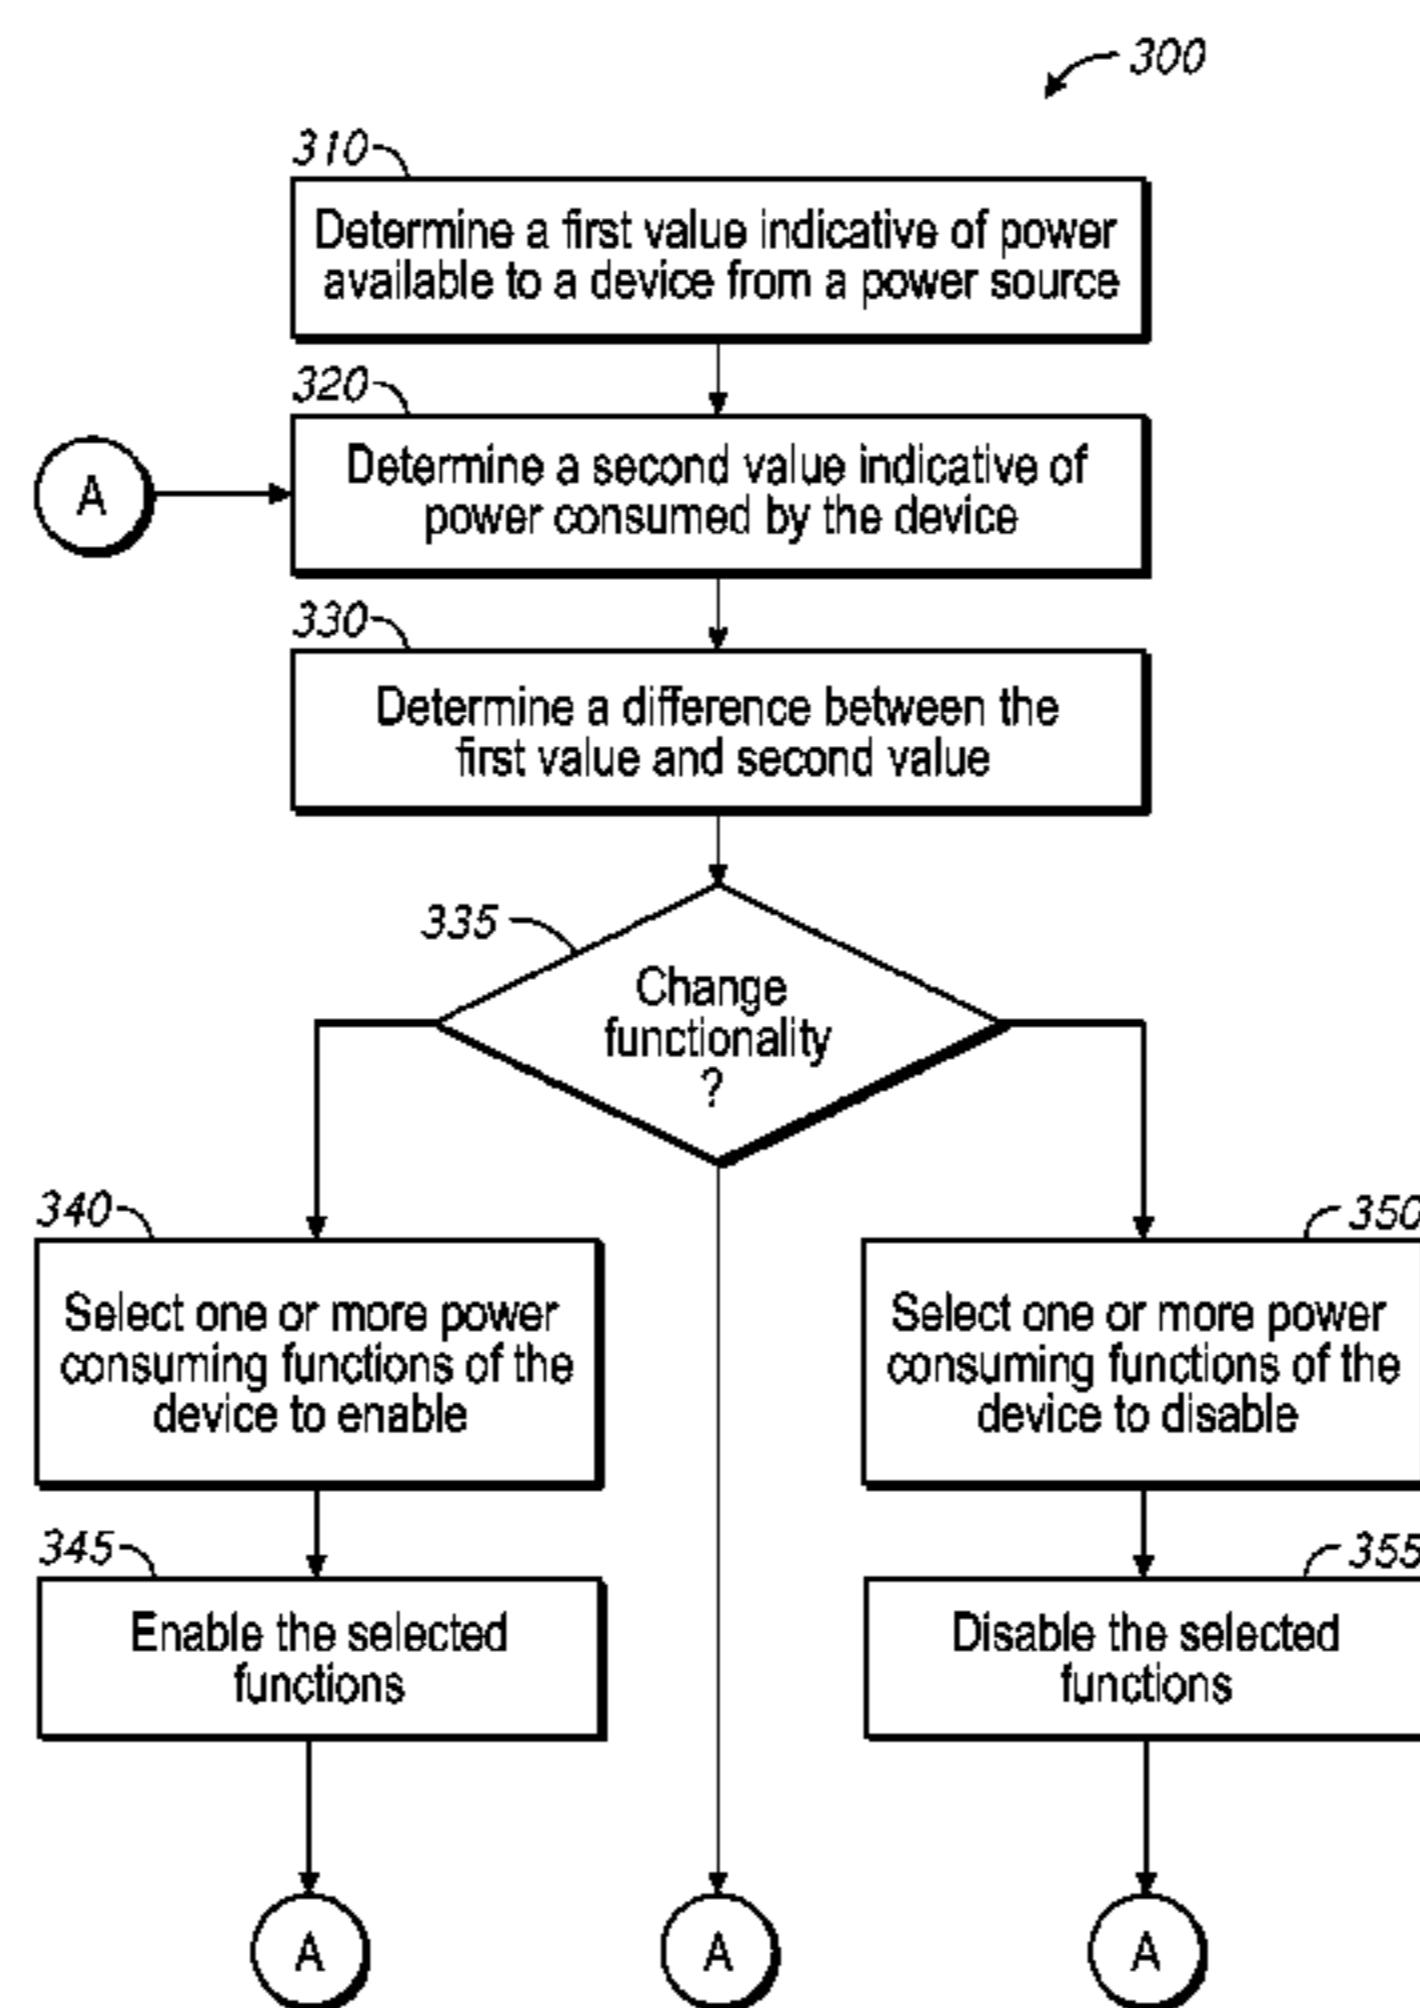 300
310
Determine a first value indicative of power
available to a device from a power source
320
A
Determine a second value indicative of
power consumed by the device
330
Determine a difference between the
first value and second value
335
Change
functionality
?
340
Select one or more power
consuming functions of the
device to enable
350
Select one or more power
consuming functions of the
device to disable
345
Enable the selected
functions
355
Disable the selected
functions
A
A
A